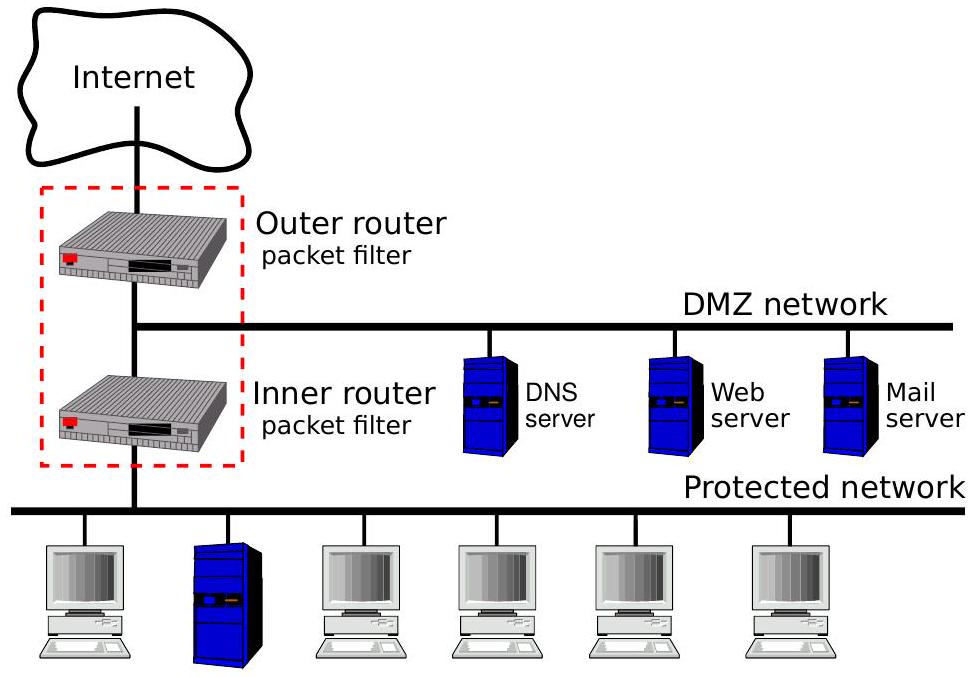 Internet
Outer router
packet filter
DMZ network
Inner router
packet filter
DNS
server
Web
server
Mail
server
Protected network